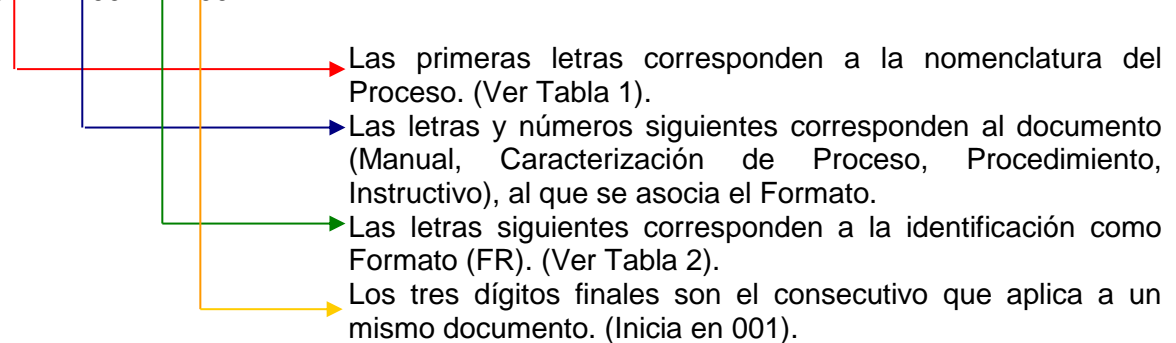 Las primeras letras corresponden a la nomenclatura del
Proceso. (Ver Tabla 1).
Las letras y números siguientes corresponden al documento
(Manual, Caracterización de Proceso, Procedimiento,
Instructivo), al que se asocia el Formato.
Las letras siguientes corresponden a la identificación como
Formato (FR). (Ver Tabla 2).
Los tres dígitos finales son el consecutivo que aplica a un
mismo documento. (Inicia en 001).